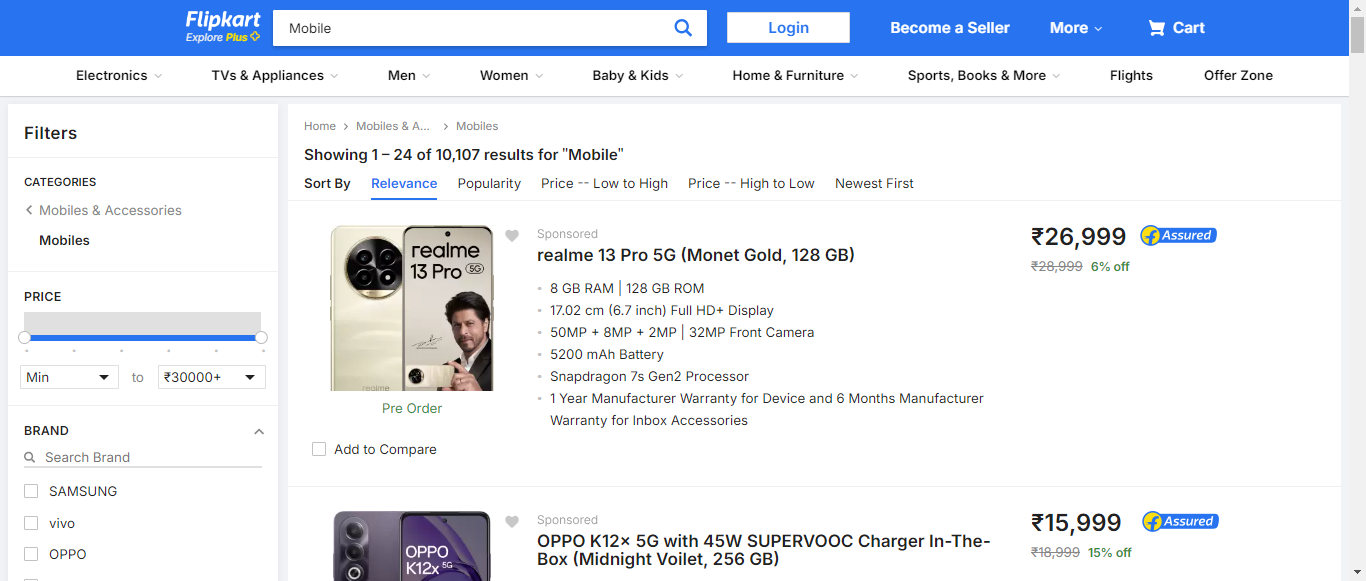 Flipkart
Explore Plus
Mobile
Login
Become a Seller
More
Cart
Electronics
TVs & Appliances
Men
Women
Baby & Kids
Home & Furniture
Sports, Books & More
Flights
Offer Zone
Filters
CATEGORIES
Mobiles & Accessories
Mobiles
PRICE
Min
to
₹30000+
BRAND
Search Brand
SAMSUNG
vivo
OPPO
Home
Mobiles & A...
Mobiles
Showing 1 – 24 of 10,107 results for "Mobile"
Sort By
Relevance
Popularity
Price -- Low to High
Price -- High to Low
Newest First
realme
13 Pro 5G
realme
Pre Order
Add to Compare
Sponsored
realme 13 Pro 5G (Monet Gold, 128 GB)
8 GB RAM | 128 GB ROM
17.02 cm (6.7 inch) Full HD+ Display
50MP + 8MP + 2MP | 32MP Front Camera
5200 mAh Battery
Snapdragon 7s Gen2 Processor
1 Year Manufacturer Warranty for Device and 6 Months Manufacturer
Warranty for Inbox Accessories
₹26,999
Assured
₹28,999 6% off
OPPO
K12x 5G
Sponsored
OPPO K12x 5G with 45W SUPERVOOC Charger In-The-
Box (Midnight Voilet, 256 GB)
₹15,999
Assured
₹18,999 15% off